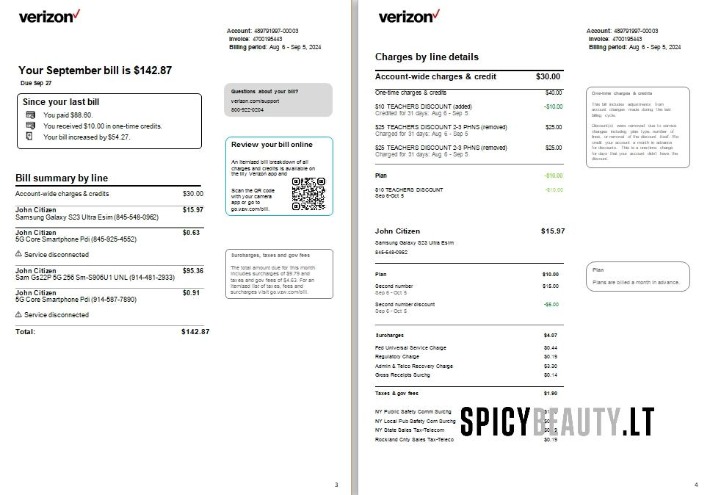 verizon
Account: 489791997-00003
Invoice: 4700195443
Billing period: Aug 6 - Sep 5, 2024
Your September bill is $142.87
Due Sep 27
Since your last bill
You paid $88.60.
You received $10.00 in one-time credits.
Your bill increased by $54.27.
Questions about your bill?
verizon.com/support
800-922-0204
Review your bill online
An itemized bill breakdown of all
charges and credits is available on
the My Verizon app and
Scan the QR code
with your camera
app or go to
go.vzw.com/bill.
Bill summary by line
Account-wide charges & credits $30.00
John Citizen $15.97
Samsung Galaxy S23 Ultra Esim (845-548-0962)
John Citizen $0.63
5G Core Smartphone Pdi (845-825-4552)
Service disconnected
John Citizen $95.36
Sam Gs22P 5G 256 Sm-S906U1 UNL (914-481-2933)
John Citizen $0.91
5G Core Smartphone Pdi (914-587-7890)
Service disconnected
Total: $142.87
Surcharges, taxes and gov fees
The total amount due for this month
includes surcharges of $9.79 and
taxes and gov fees of $4.53. For an
itemized list of taxes, fees and
surcharges visit go.vzw.com/bill.
3
verizon
Account: 489791997-00003
Invoice: 4700195443
Billing period: Aug 6 - Sep 5, 2024
Charges by line details
Account-wide charges & credit $30.00
One-time charges & credits $40.00
$10 TEACHERS DISCOUNT (added) -$10.00
Credited for 31 days: Aug 6 - Sep 5
$25 TEACHERS DISCOUNT 2-3 PHNS (removed) $25.00
Charged for 31 days: Aug 6 - Sep 5
$25 TEACHERS DISCOUNT 2-3 PHNS (removed) $25.00
Charged for 31 days: Aug 6 - Sep 5
Plan -$10.00
$10 TEACHERS DISCOUNT -$10.00
Sep 6-Oct 5
One-time charges & credits
This bill includes adjustments from
account changes made during the last
billing cycle.
John Citizen $15.97
Samsung Galaxy S23 Ultra Esim
845-548-0962
Plan $10.00
Second number $15.00
Sep 6 - Oct 5
Second number discount -$5.00
Sep 6 - Oct 5
Plan
Plans are billed a month in advance.
Surcharges $4.07
Fed Universal Service Charge $0.44
Regulatory Charge $0.19
Admin & Telco Recovery Charge $3.30
Gross Receipts Surchg $0.14
Taxes & gov fees $1.90
NY Public Safety Comm Surchg
NY Local Pub Safety Com Surchg
NY State Sales Tax-Telecom
Rockland Cnty Sales Tax-Teleco $0.19
SPICYBEAUTY.LT
4